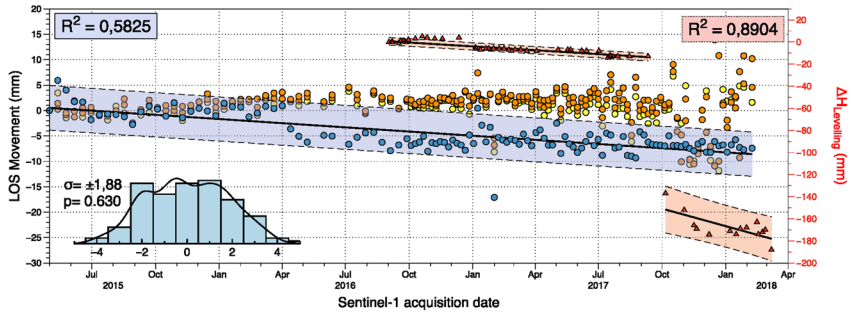 R² = 0,5825
R² = 0,8904
LOS Movement (mm)
20
15
10
5
0
−5
−10
−15
−20
−25
−30
σ= ±1,88
p= 0.630
−4 −2 0 2 4
20
0
−20
−40
−60
−80
−100
−120
−140
−160
−180
−200
ΔH Levelling (mm)
Jul Oct Jan Apr Jul Oct Jan Apr Jul Oct Jan Apr
2015 2016 2017 2018
Sentinel-1 acquisition date